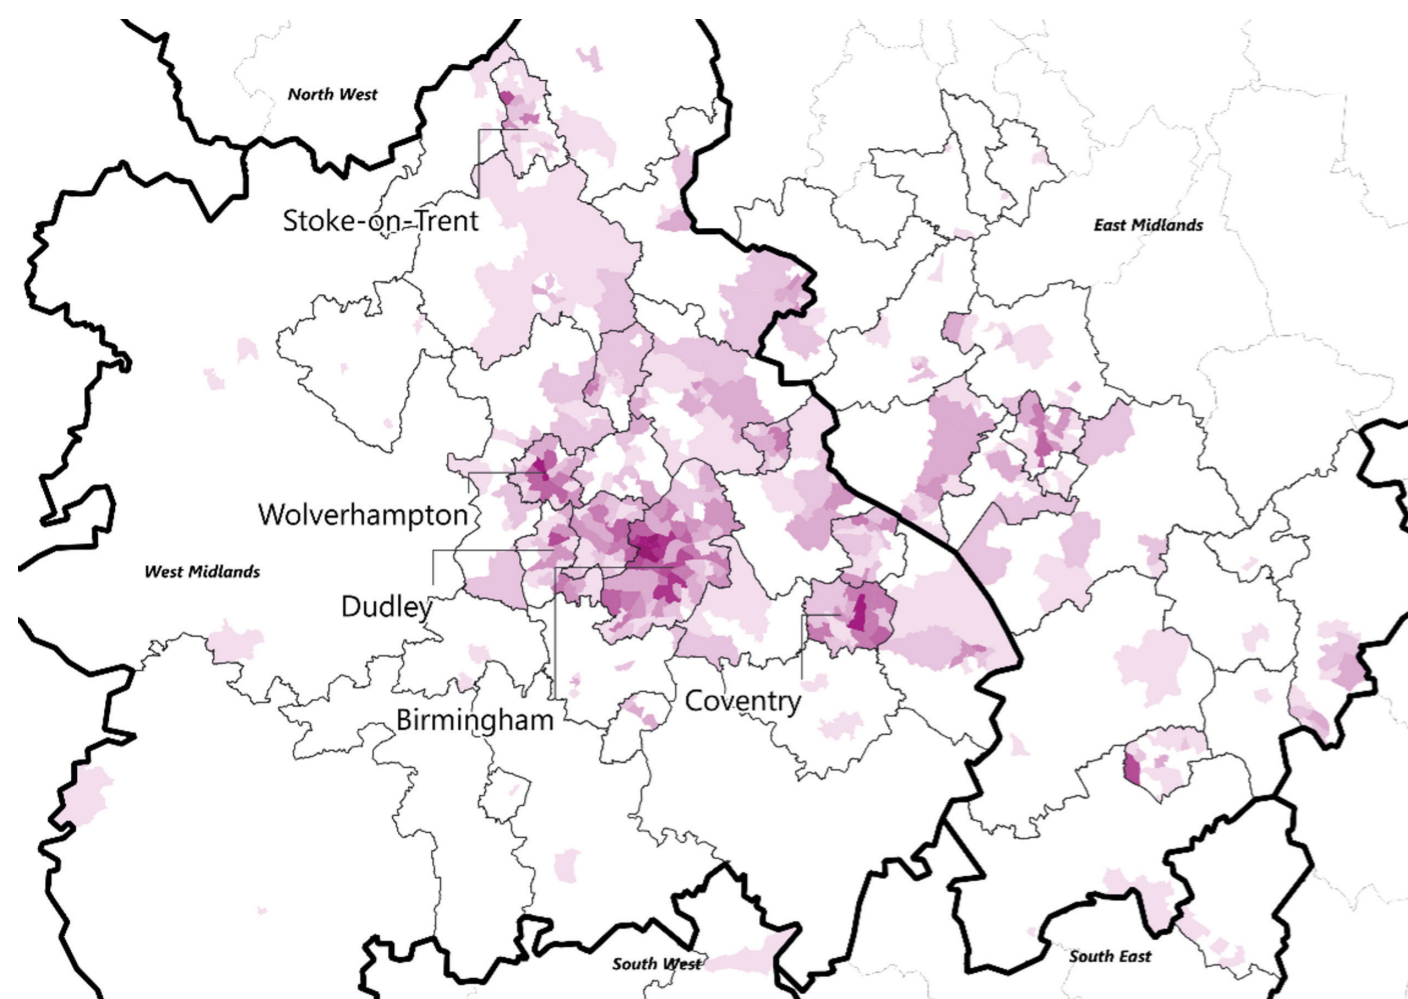 North West
Stoke-on-Trent
East Midlands
Wolverhampton
West Midlands
Dudley
Coventry
Birmingham
South West
South East